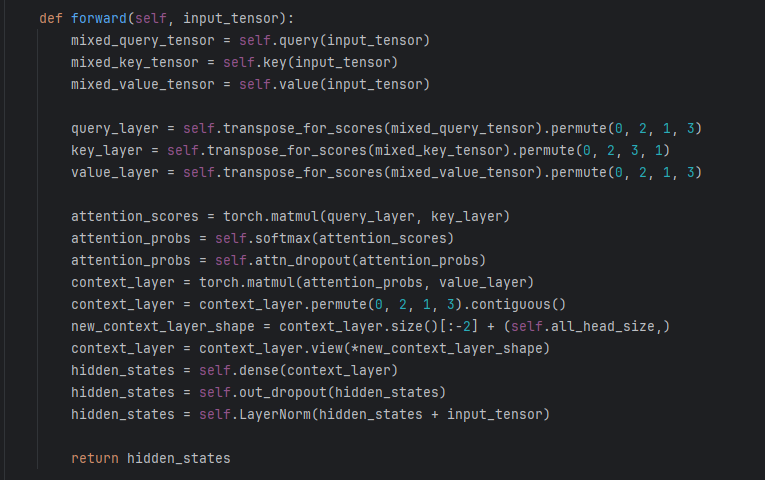 def forward(self, input_tensor):
    mixed_query_tensor = self.query(input_tensor)
    mixed_key_tensor = self.key(input_tensor)
    mixed_value_tensor = self.value(input_tensor)

    query_layer = self.transpose_for_scores(mixed_query_tensor).permute(0, 2, 1, 3)
    key_layer = self.transpose_for_scores(mixed_key_tensor).permute(0, 2, 3, 1)
    value_layer = self.transpose_for_scores(mixed_value_tensor).permute(0, 2, 1, 3)

    attention_scores = torch.matmul(query_layer, key_layer)
    attention_probs = self.softmax(attention_scores)
    attention_probs = self.attn_dropout(attention_probs)
    context_layer = torch.matmul(attention_probs, value_layer)
    context_layer = context_layer.permute(0, 2, 1, 3).contiguous()
    new_context_layer_shape = context_layer.size()[:-2] + (self.all_head_size,)
    context_layer = context_layer.view(*new_context_layer_shape)
    hidden_states = self.dense(context_layer)
    hidden_states = self.out_dropout(hidden_states)
    hidden_states = self.LayerNorm(hidden_states + input_tensor)

    return hidden_states